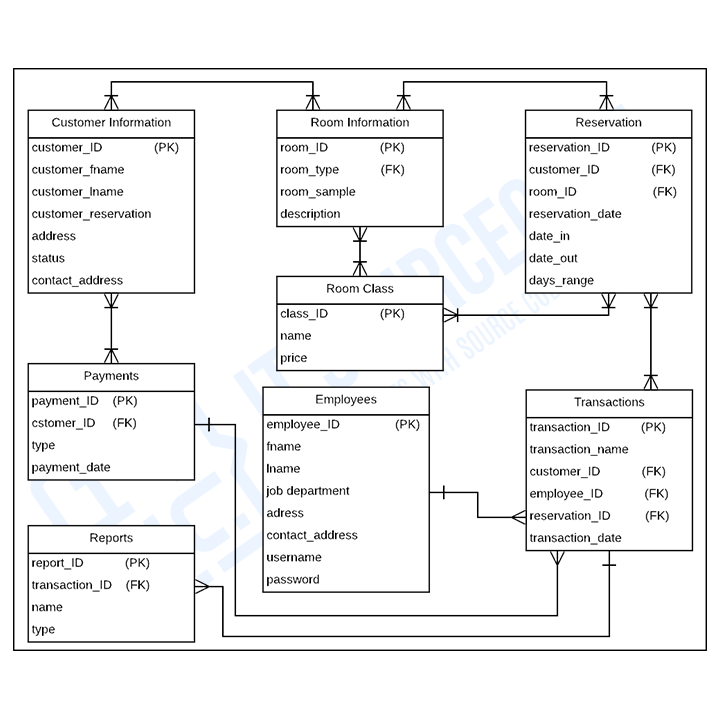 Customer Information
customer_ID (PK)
customer_fname
customer_lname
customer_reservation
address
status
contact_address
Room Information
room_ID (PK)
room_type (FK)
room_sample
description
Reservation
reservation_ID (PK)
customer_ID (FK)
room_ID (FK)
reservation_date
date_in
date_out
days_range
Room Class
class_ID (PK)
name
price
Payments
payment_ID (PK)
cstomer_ID (FK)
type
payment_date
Employees
employee_ID (PK)
fname
lname
job department
adress
contact_address
username
password
Transactions
transaction_ID (PK)
transaction_name
customer_ID (FK)
employee_ID (FK)
reservation_ID (FK)
transaction_date
Reports
report_ID (PK)
transaction_ID (FK)
name
type
WITH SOURCE